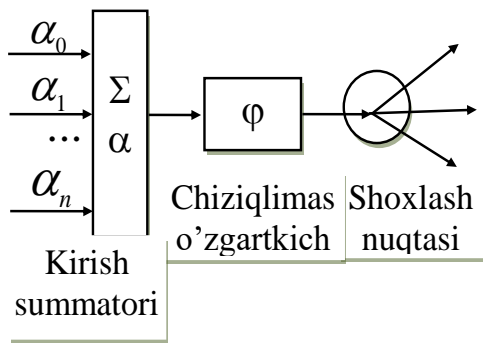 α₀
α₁
...
αₙ
Σ
α
φ
Kirish
summatori
Chiziqlimas
o’zgartkich
Shoxlash
nuqtasi